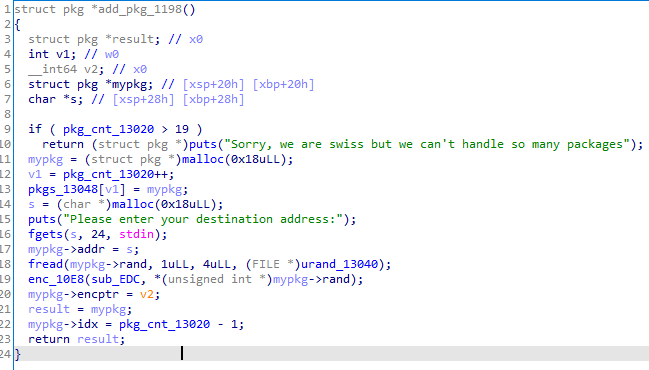 1 struct pkg *add_pkg_1198()
2 {
3 struct pkg *result; // x0
4 int v1; // w0
5 __int64 v2; // x0
6 struct pkg *mypkg; // [xsp+20h] [xbp+20h]
7 char *s; // [xsp+28h] [xbp+28h]
8
9 if ( pkg_cnt_13020 > 19 )
10 return (struct pkg *)puts("Sorry, we are swiss but we can't handle so many packages");
11 mypkg = (struct pkg *)malloc(0x18uLL);
12 v1 = pkg_cnt_13020++;
13 pkgs_13048[v1] = mypkg;
14 s = (char *)malloc(0x18uLL);
15 puts("Please enter your destination address:");
16 fgets(s, 24, stdin);
17 mypkg->addr = s;
18 fread(mypkg->rand, 1uLL, 4uLL, (FILE *)urand_13040);
19 enc_10E8(sub_EDC, *(unsigned int *)mypkg->rand);
20 mypkg->encptr = v2;
21 result = mypkg;
22 mypkg->idx = pkg_cnt_13020 - 1;
23 return result;
24 }